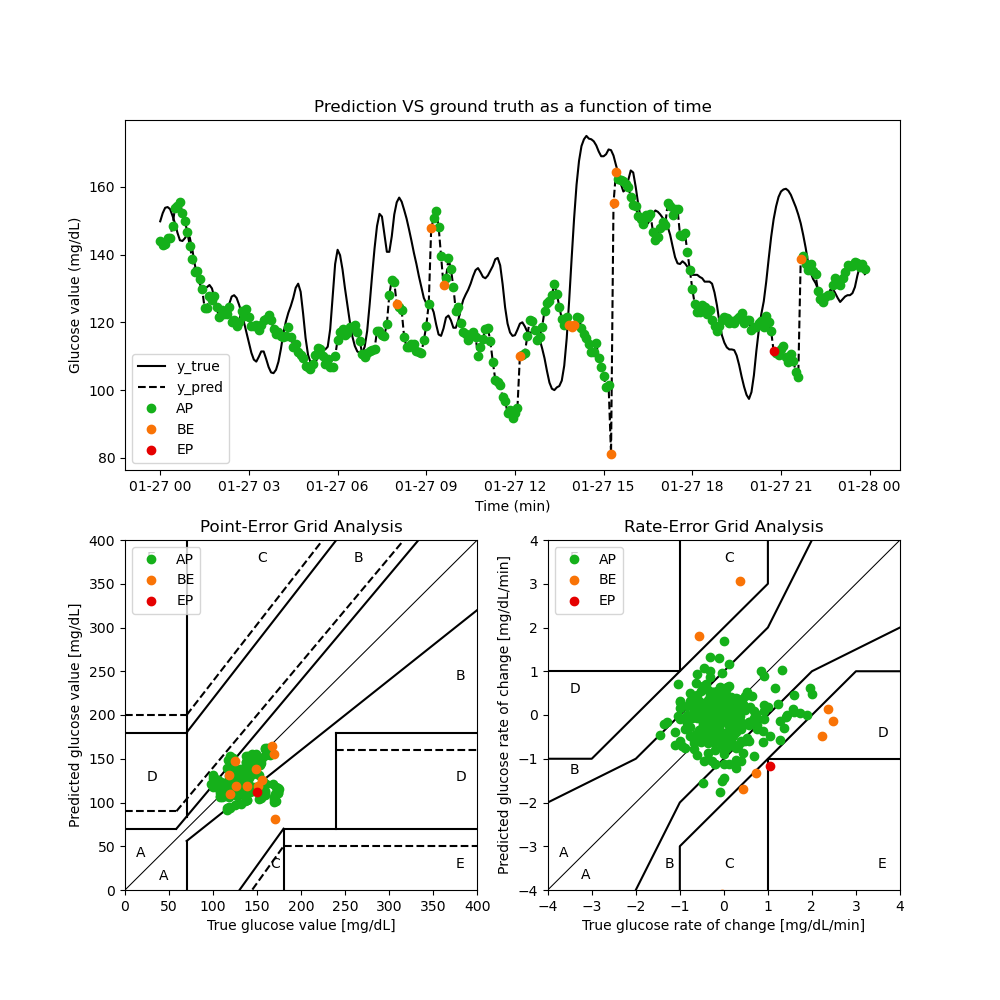 Prediction VS ground truth as a function of time
Glucose value (mg/dL)
160
140
120
100
80
y_true
y_pred
AP
BE
EP
01-27 00 01-27 03 01-27 06 01-27 09 01-27 12 01-27 15 01-27 18 01-27 21 01-28 00
Time (min)
Point-Error Grid Analysis
Predicted glucose value [mg/dL]
400
350
300
250
200
150
100
50
0
AP
BE
EP
C
B
B
D
D
A
A
C
E
0 50 100 150 200 250 300 350 400
True glucose value [mg/dL]
Rate-Error Grid Analysis
Predicted glucose rate of change [mg/dL/min]
4
3
2
1
0
−1
−2
−3
−4
AP
BE
EP
C
D
D
B
A
A
B
C
E
−4 −3 −2 −1 0 1 2 3 4
True glucose rate of change [mg/dL/min]